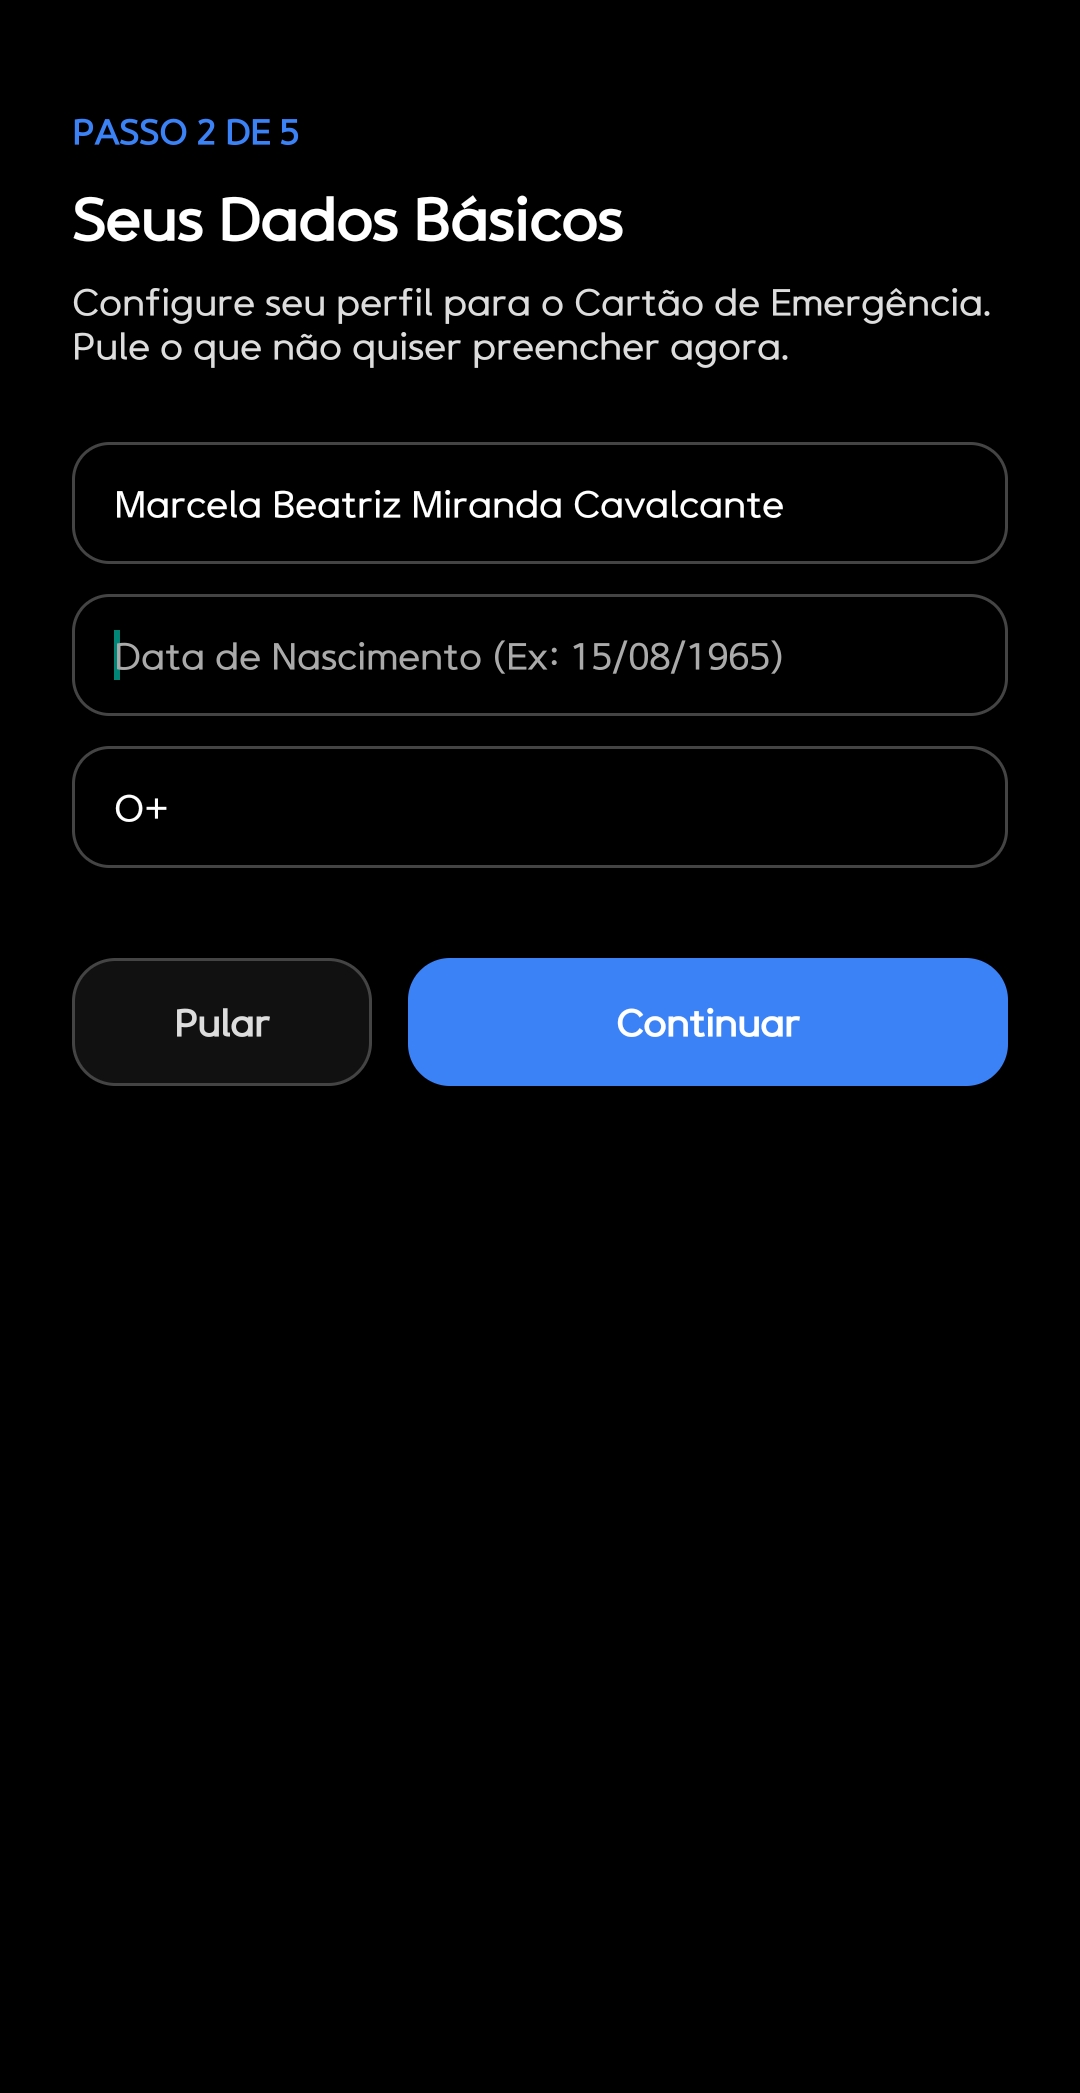 PASSO 2 DE 5
Seus Dados Básicos
Configure seu perfil para o Cartão de Emergência.
Pule o que não quiser preencher agora.
Marcela Beatriz Miranda Cavalcante
Data de Nascimento (Ex: 15/08/1965)
O+
Pular
Continuar